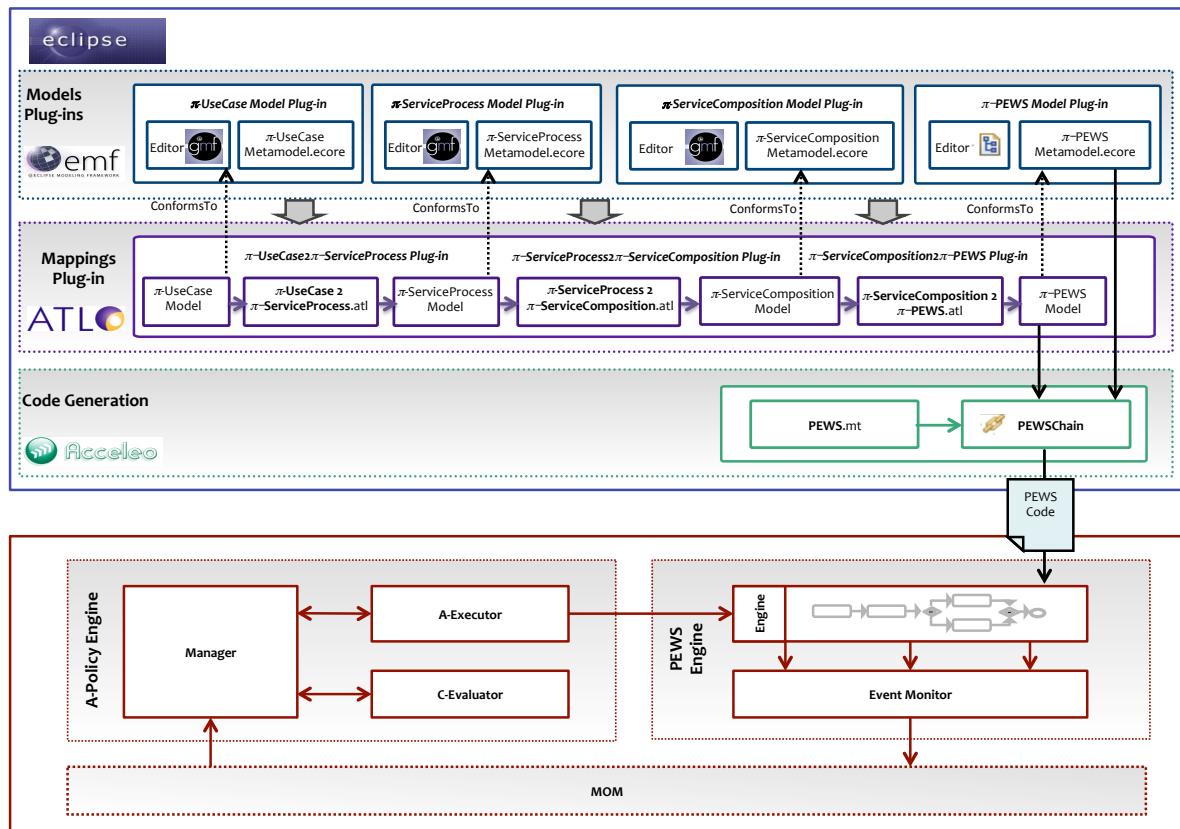 eclipse
Models
Plug-ins
emf
ECLIPSE MODELING FRAMEWORK
π-UseCase Model Plug-in
Editor
gmf
π-UseCase
Metamodel.ecore
π-ServiceProcess Model Plug-in
Editor
gmf
π-ServiceProcess
Metamodel.ecore
π-ServiceComposition Model Plug-in
Editor
gmf
π-ServiceComposition
Metamodel.ecore
π-PEWS Model Plug-in
Editor
π-PEWS
Metamodel.ecore
ConformsTo
ConformsTo
ConformsTo
ConformsTo
Mappings
Plug-in
ATL
π-UseCase2π-ServiceProcess Plug-in
π-ServiceProcess2π-ServiceComposition Plug-in
π-ServiceComposition2π-PEWS Plug-in
π-UseCase
Model
π-UseCase 2
π-ServiceProcess.atl
π-ServiceProcess
Model
π-ServiceProcess 2
π-ServiceComposition.atl
π-ServiceComposition
Model
π-ServiceComposition 2
π-PEWS.atl
π-PEWS
Model
Code Generation
Acceleo
PEWS.mt
PEWSChain
PEWS
Code
A-Policy Engine
Manager
A-Executor
C-Evaluator
PEWS
Engine
Engine
Event Monitor
MOM